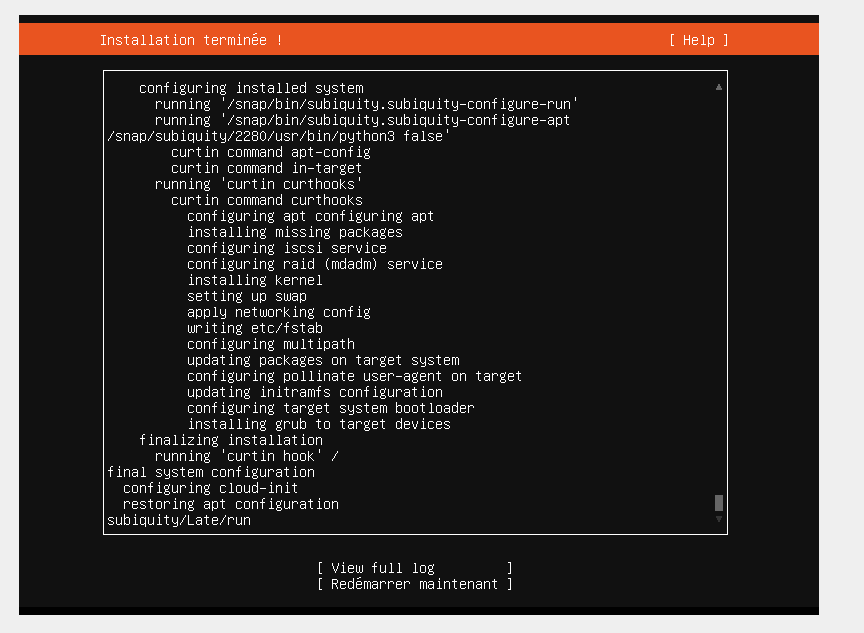 Installation terminée !
[ Help ]
configuring installed system
running '/snap/bin/subiquity.subiquity-configure-run'
running '/snap/bin/subiquity.subiquity-configure-apt
/snap/subiquity/2280/usr/bin/python3 false'
curtin command apt-config
curtin command in-target
running 'curtin curthooks'
curtin command curthooks
configuring apt configuring apt
installing missing packages
configuring iscsi service
configuring raid (mdadm) service
installing kernel
setting up swap
apply networking config
writing etc/fstab
configuring multipath
updating packages on target system
configuring pollinate user-agent on target
updating initramfs configuration
configuring target system bootloader
installing grub to target devices
finalizing installation
running 'curtin hook' /
final system configuration
configuring cloud-init
restoring apt configuration
subiquity/Late/run
[ View full log ]
[ Redémarrer maintenant ]